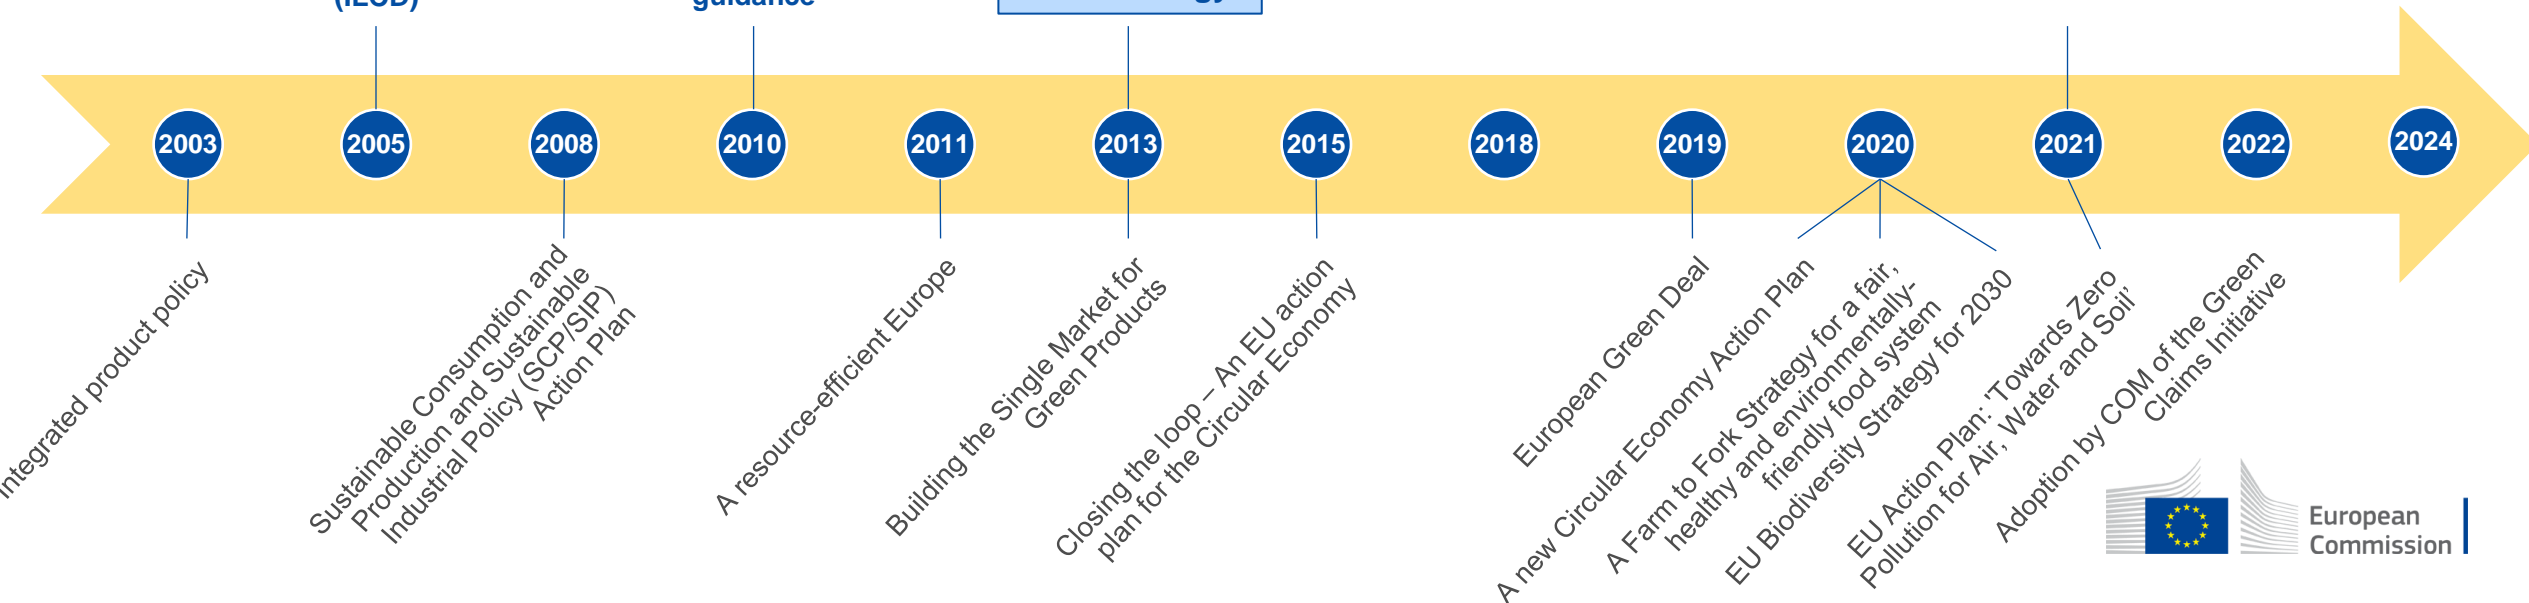 (ILCD)
guidance
2003
2005
2008
2010
2011
2013
2015
2018
2019
2020
2021
2022
2024
Integrated product policy
Sustainable Consumption and
Production and Sustainable
Industrial Policy (SCP/SIP)
Action Plan
A resource-efficient Europe
Building the Single Market for
Green Products
Closing the loop – An EU action
plan for the Circular Economy
European Green Deal
A new Circular Economy Action Plan
A Farm to Fork Strategy for a fair,
healthy and environmentally-
friendly food system
EU Biodiversity Strategy for 2030
EU Action Plan: 'Towards Zero
Pollution for Air, Water and Soil'
Adoption by COM of the Green
Claims Initiative
European
Commission